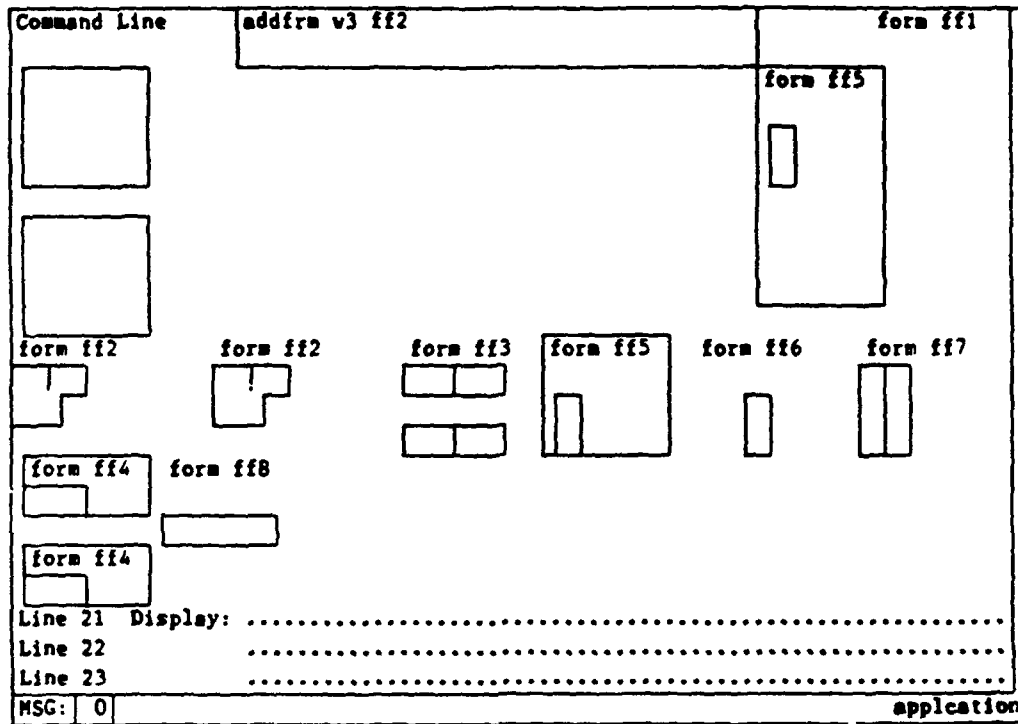 Command Line addfrm v3 ff2 form ff1
form ff5
form ff2 form ff2 form ff3 form ff5 form ff6 form ff7
form ff4 form ff8
form ff4
Line 21 Display: ............................................................
Line 22 ............................................................
Line 23 ............................................................
MSG: 0 applcation